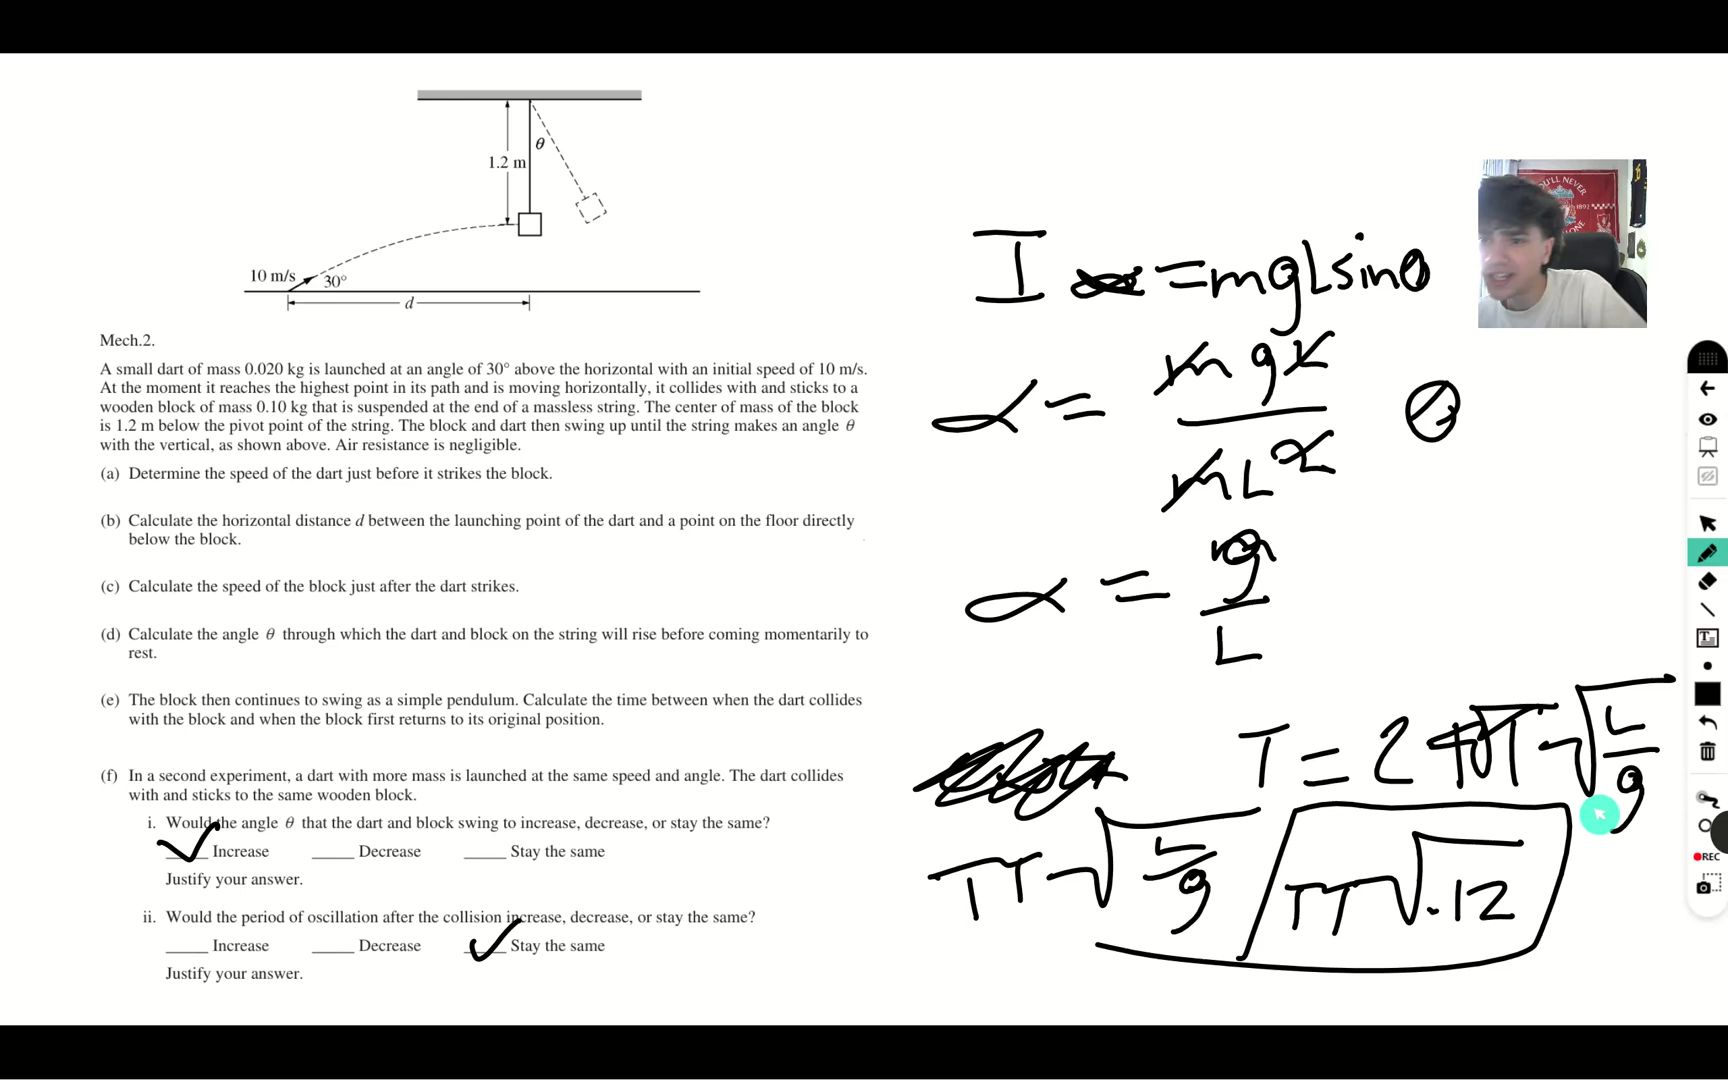 1.2 m
θ
10 m/s
30°
d
Mech.2.
A small dart of mass 0.020 kg is launched at an angle of 30° above the horizontal with an initial speed of 10 m/s.
At the moment it reaches the highest point in its path and is moving horizontally, it collides with and sticks to a
wooden block of mass 0.10 kg that is suspended at the end of a massless string. The center of mass of the block
is 1.2 m below the pivot point of the string. The block and dart then swing up until the string makes an angle θ
with the vertical, as shown above. Air resistance is negligible.
(a) Determine the speed of the dart just before it strikes the block.
(b) Calculate the horizontal distance d between the launching point of the dart and a point on the floor directly
below the block.
(c) Calculate the speed of the block just after the dart strikes.
(d) Calculate the angle θ through which the dart and block on the string will rise before coming momentarily to
rest.
(e) The block then continues to swing as a simple pendulum. Calculate the time between when the dart collides
with the block and when the block first returns to its original position.
(f) In a second experiment, a dart with more mass is launched at the same speed and angle. The dart collides
with and sticks to the same wooden block.
i. Would the angle θ that the dart and block swing to increase, decrease, or stay the same?
____ Increase ____ Decrease ____ Stay the same
Justify your answer.
ii. Would the period of oscillation after the collision increase, decrease, or stay the same?
____ Increase ____ Decrease ____ Stay the same
Justify your answer.
I α = mgLsinθ
α = mgL / mL² θ
α = g / L
T = 2π√(L/g)
π√(L/g)
π√.12
YOU'LL NEVER
REC